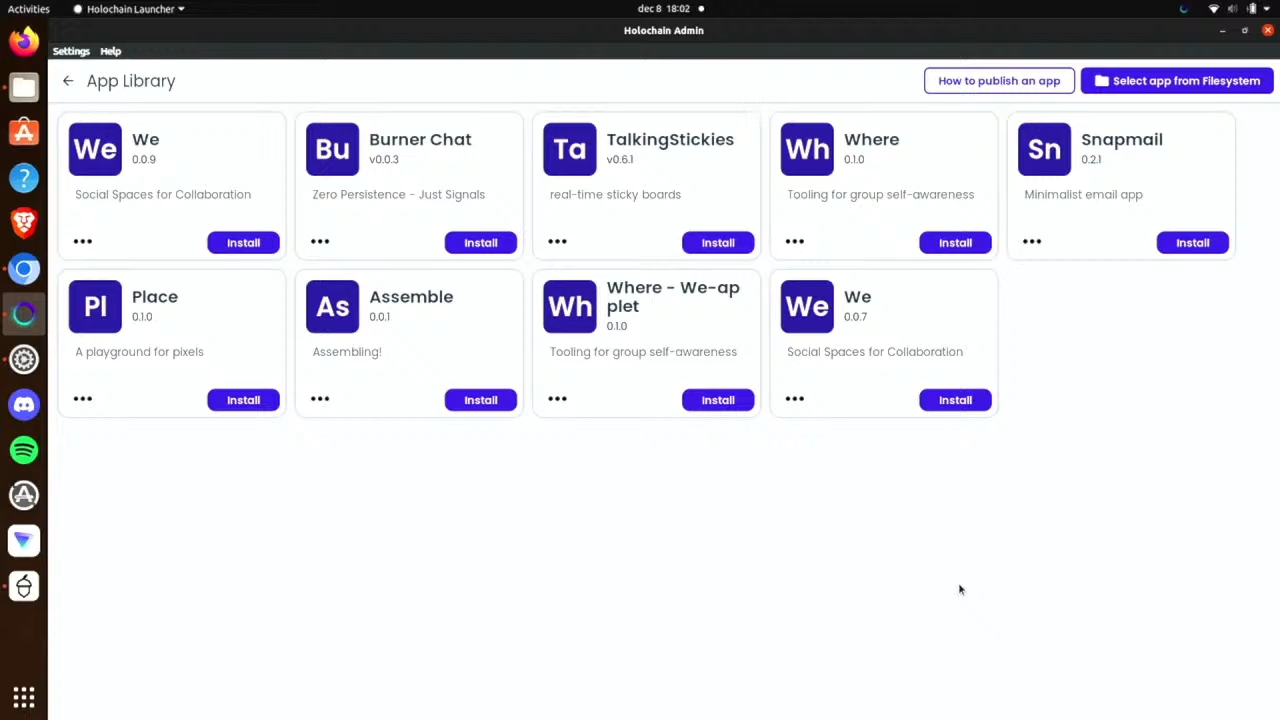 Activities
Holochain Launcher
dec 8 18:02
Holochain Admin
Settings Help
App Library
How to publish an app
Select app from Filesystem
We
We
0.0.9
Social Spaces for Collaboration
Install
Bu
Burner Chat
v0.0.3
Zero Persistence - Just Signals
Install
Ta
TalkingStickies
v0.6.1
real-time sticky boards
Install
Wh
Where
0.1.0
Tooling for group self-awareness
Install
Sn
Snapmail
0.2.1
Minimalist email app
Install
Pl
Place
0.1.0
A playground for pixels
Install
As
Assemble
0.0.1
Assembling!
Install
Wh
Where - We-ap
plet
0.1.0
Tooling for group self-awareness
Install
We
We
0.0.7
Social Spaces for Collaboration
Install